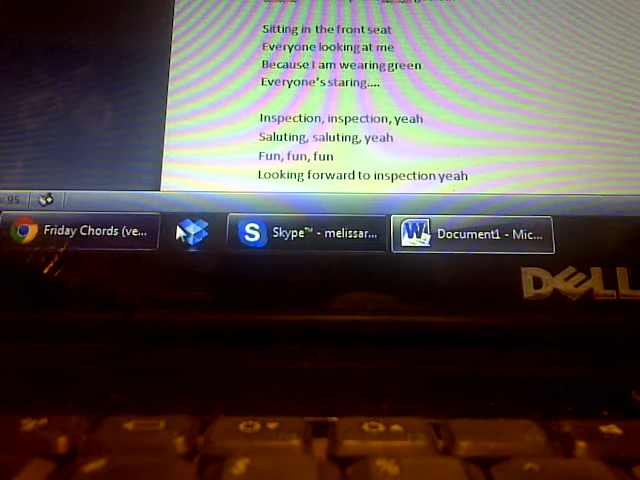 Sitting in the front seat
Everyone looking at me
Because I am wearing green
Everyone's staring....
Inspection, inspection, yeah
Saluting, saluting, yeah
Fun, fun, fun
Looking forward to inspection yeah
95
Friday Chords (ve...
S Skype™ - melissar...
W Document1 - Mic...
DELL